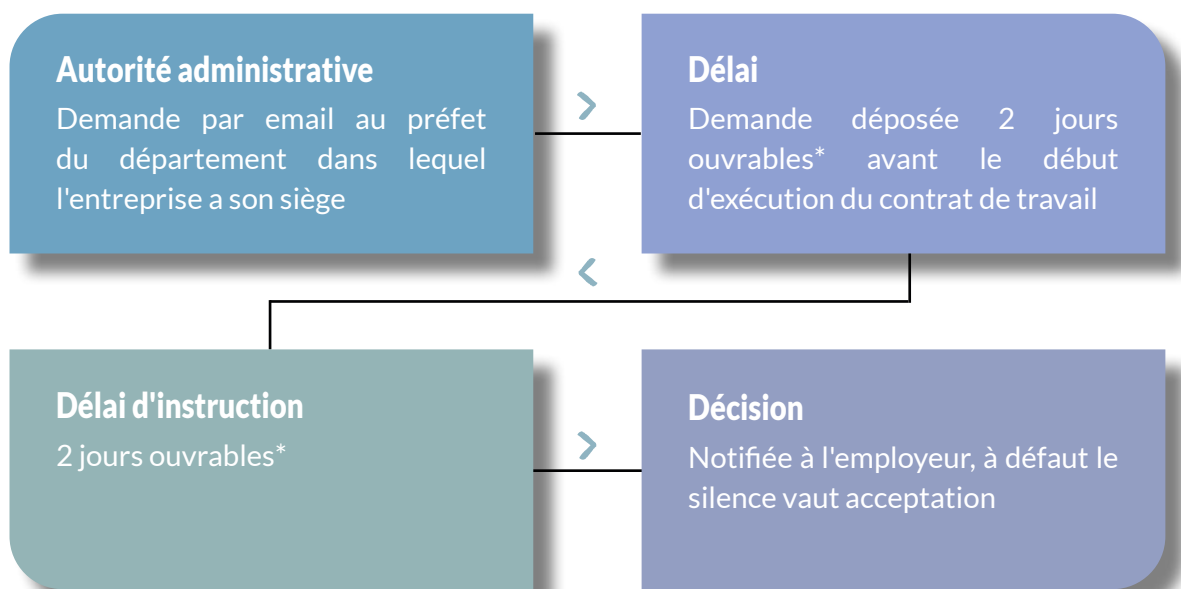 Autorité administrative
Demande par email au préfet
du département dans lequel
l'entreprise a son siège
Délai
Demande déposée 2 jours
ouvrables* avant le début
d'exécution du contrat de travail
Délai d'instruction
2 jours ouvrables*
Décision
Notifiée à l'employeur, à défaut le
silence vaut acceptation